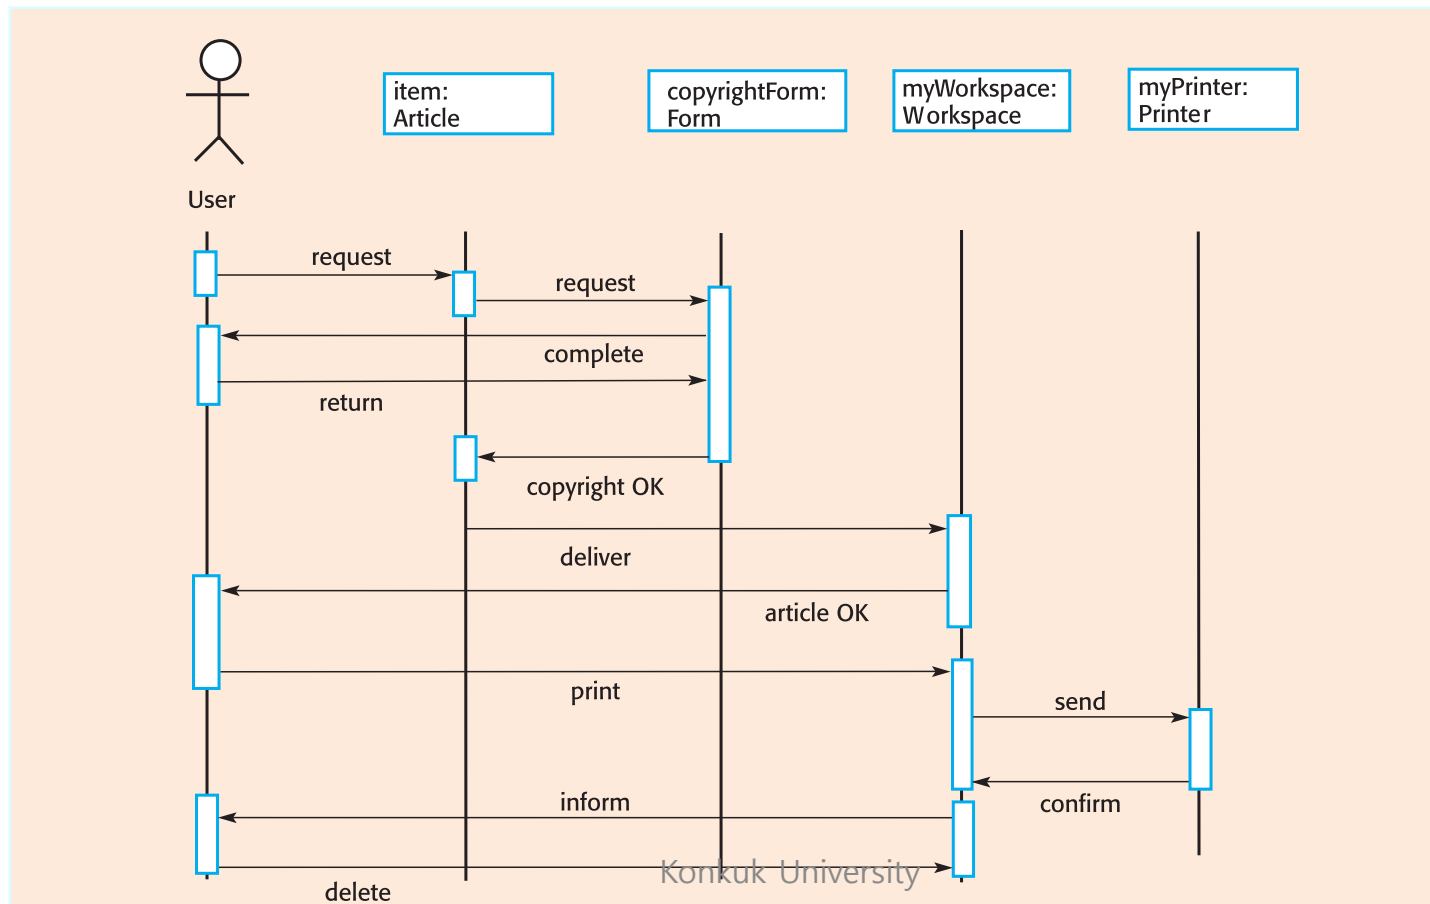 item:
Article
copyrightForm:
Form
myWorkspace:
Workspace
myPrinter:
Printer
User
request
request
complete
return
copyright OK
deliver
article OK
print
send
confirm
inform
delete
Konkuk University